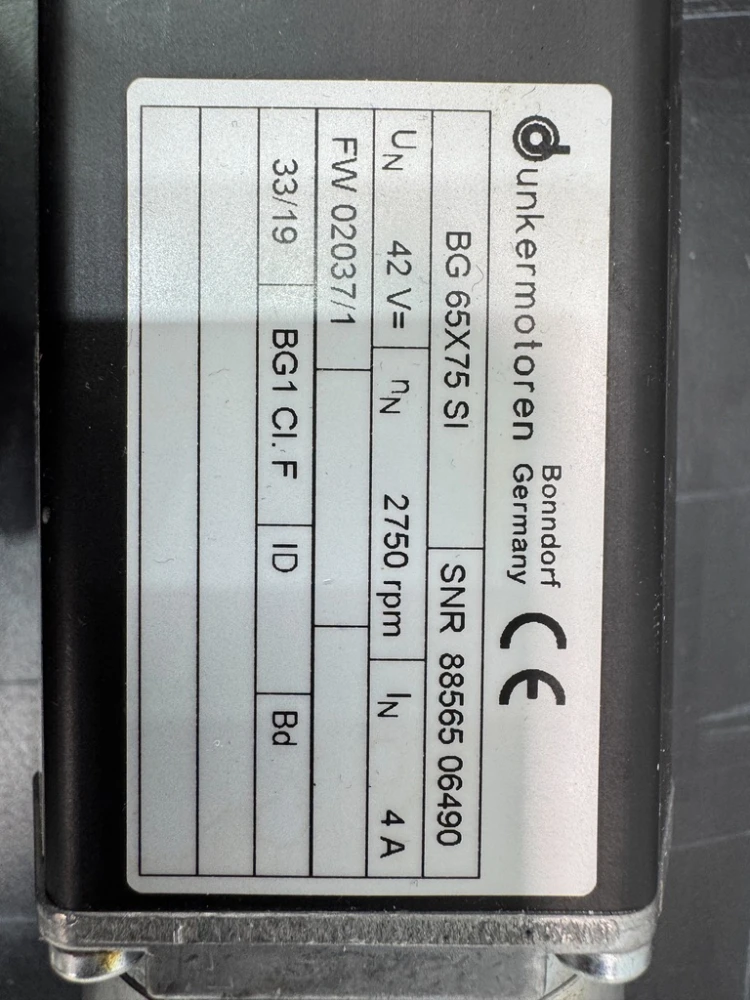 dunkermotoren Bonndorf Germany CE
BG 65X75 SI SNR 88565 06490
UN 42 V= nN 2750 rpm IN 4 A
FW 02037/1
33/19 BG1 Cl. F ID Bd